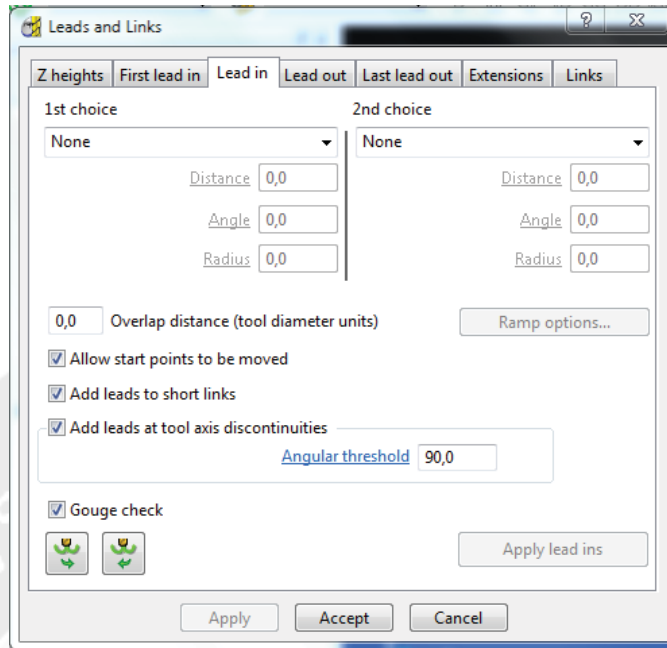 Leads and Links
Z heights First lead in Lead in Lead out Last lead out Extensions Links
1st choice 2nd choice
None None
Distance 0,0 Distance 0,0
Angle 0,0 Angle 0,0
Radius 0,0 Radius 0,0
0,0 Overlap distance (tool diameter units) Ramp options...
Allow start points to be moved
Add leads to short links
Add leads at tool axis discontinuities
Angular threshold 90,0
Gouge check
Apply lead ins
Apply Accept Cancel